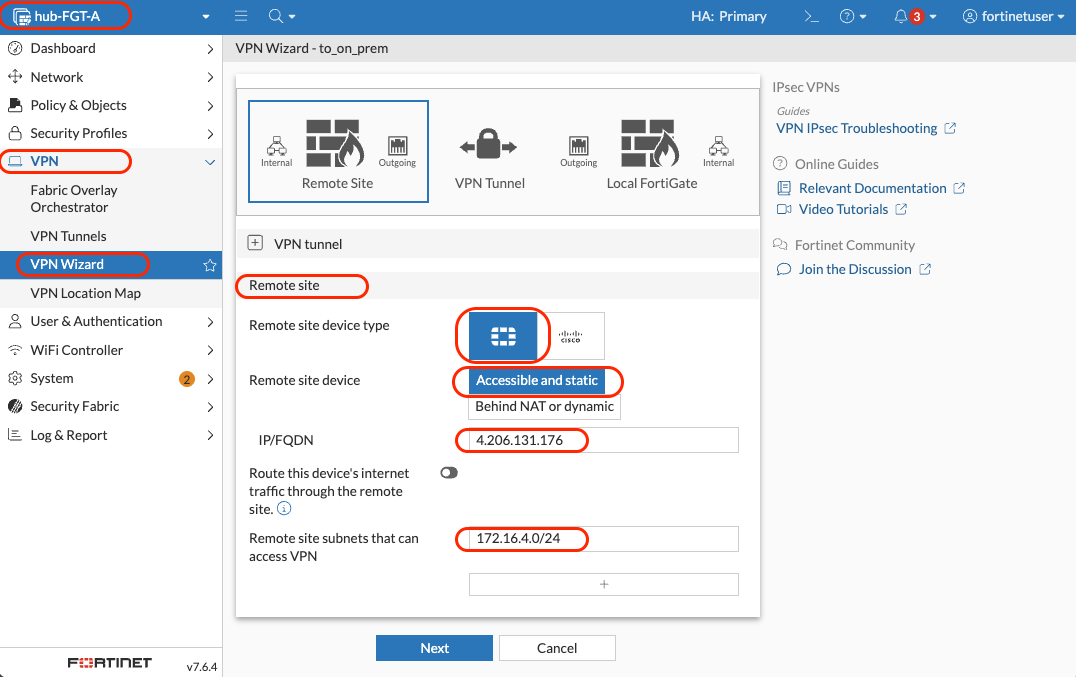 hub-FGT-A
HA: Primary
3
fortinetuser
Dashboard
Network
Policy & Objects
Security Profiles
VPN
Fabric Overlay
Orchestrator
VPN Tunnels
VPN Wizard
VPN Location Map
User & Authentication
WiFi Controller
System
2
Security Fabric
Log & Report
FORTINET
v7.6.4
VPN Wizard - to_on_prem
Internal
Outgoing
Remote Site
VPN Tunnel
Outgoing
Internal
Local FortiGate
VPN tunnel
Remote site
Remote site device type
CISCO
Remote site device
Accessible and static
Behind NAT or dynamic
IP/FQDN
4.206.131.176
Route this device's internet
traffic through the remote
site.
Remote site subnets that can
access VPN
172.16.4.0/24
+
Next
Cancel
IPsec VPNs
Guides
VPN IPsec Troubleshooting
Online Guides
Relevant Documentation
Video Tutorials
Fortinet Community
Join the Discussion